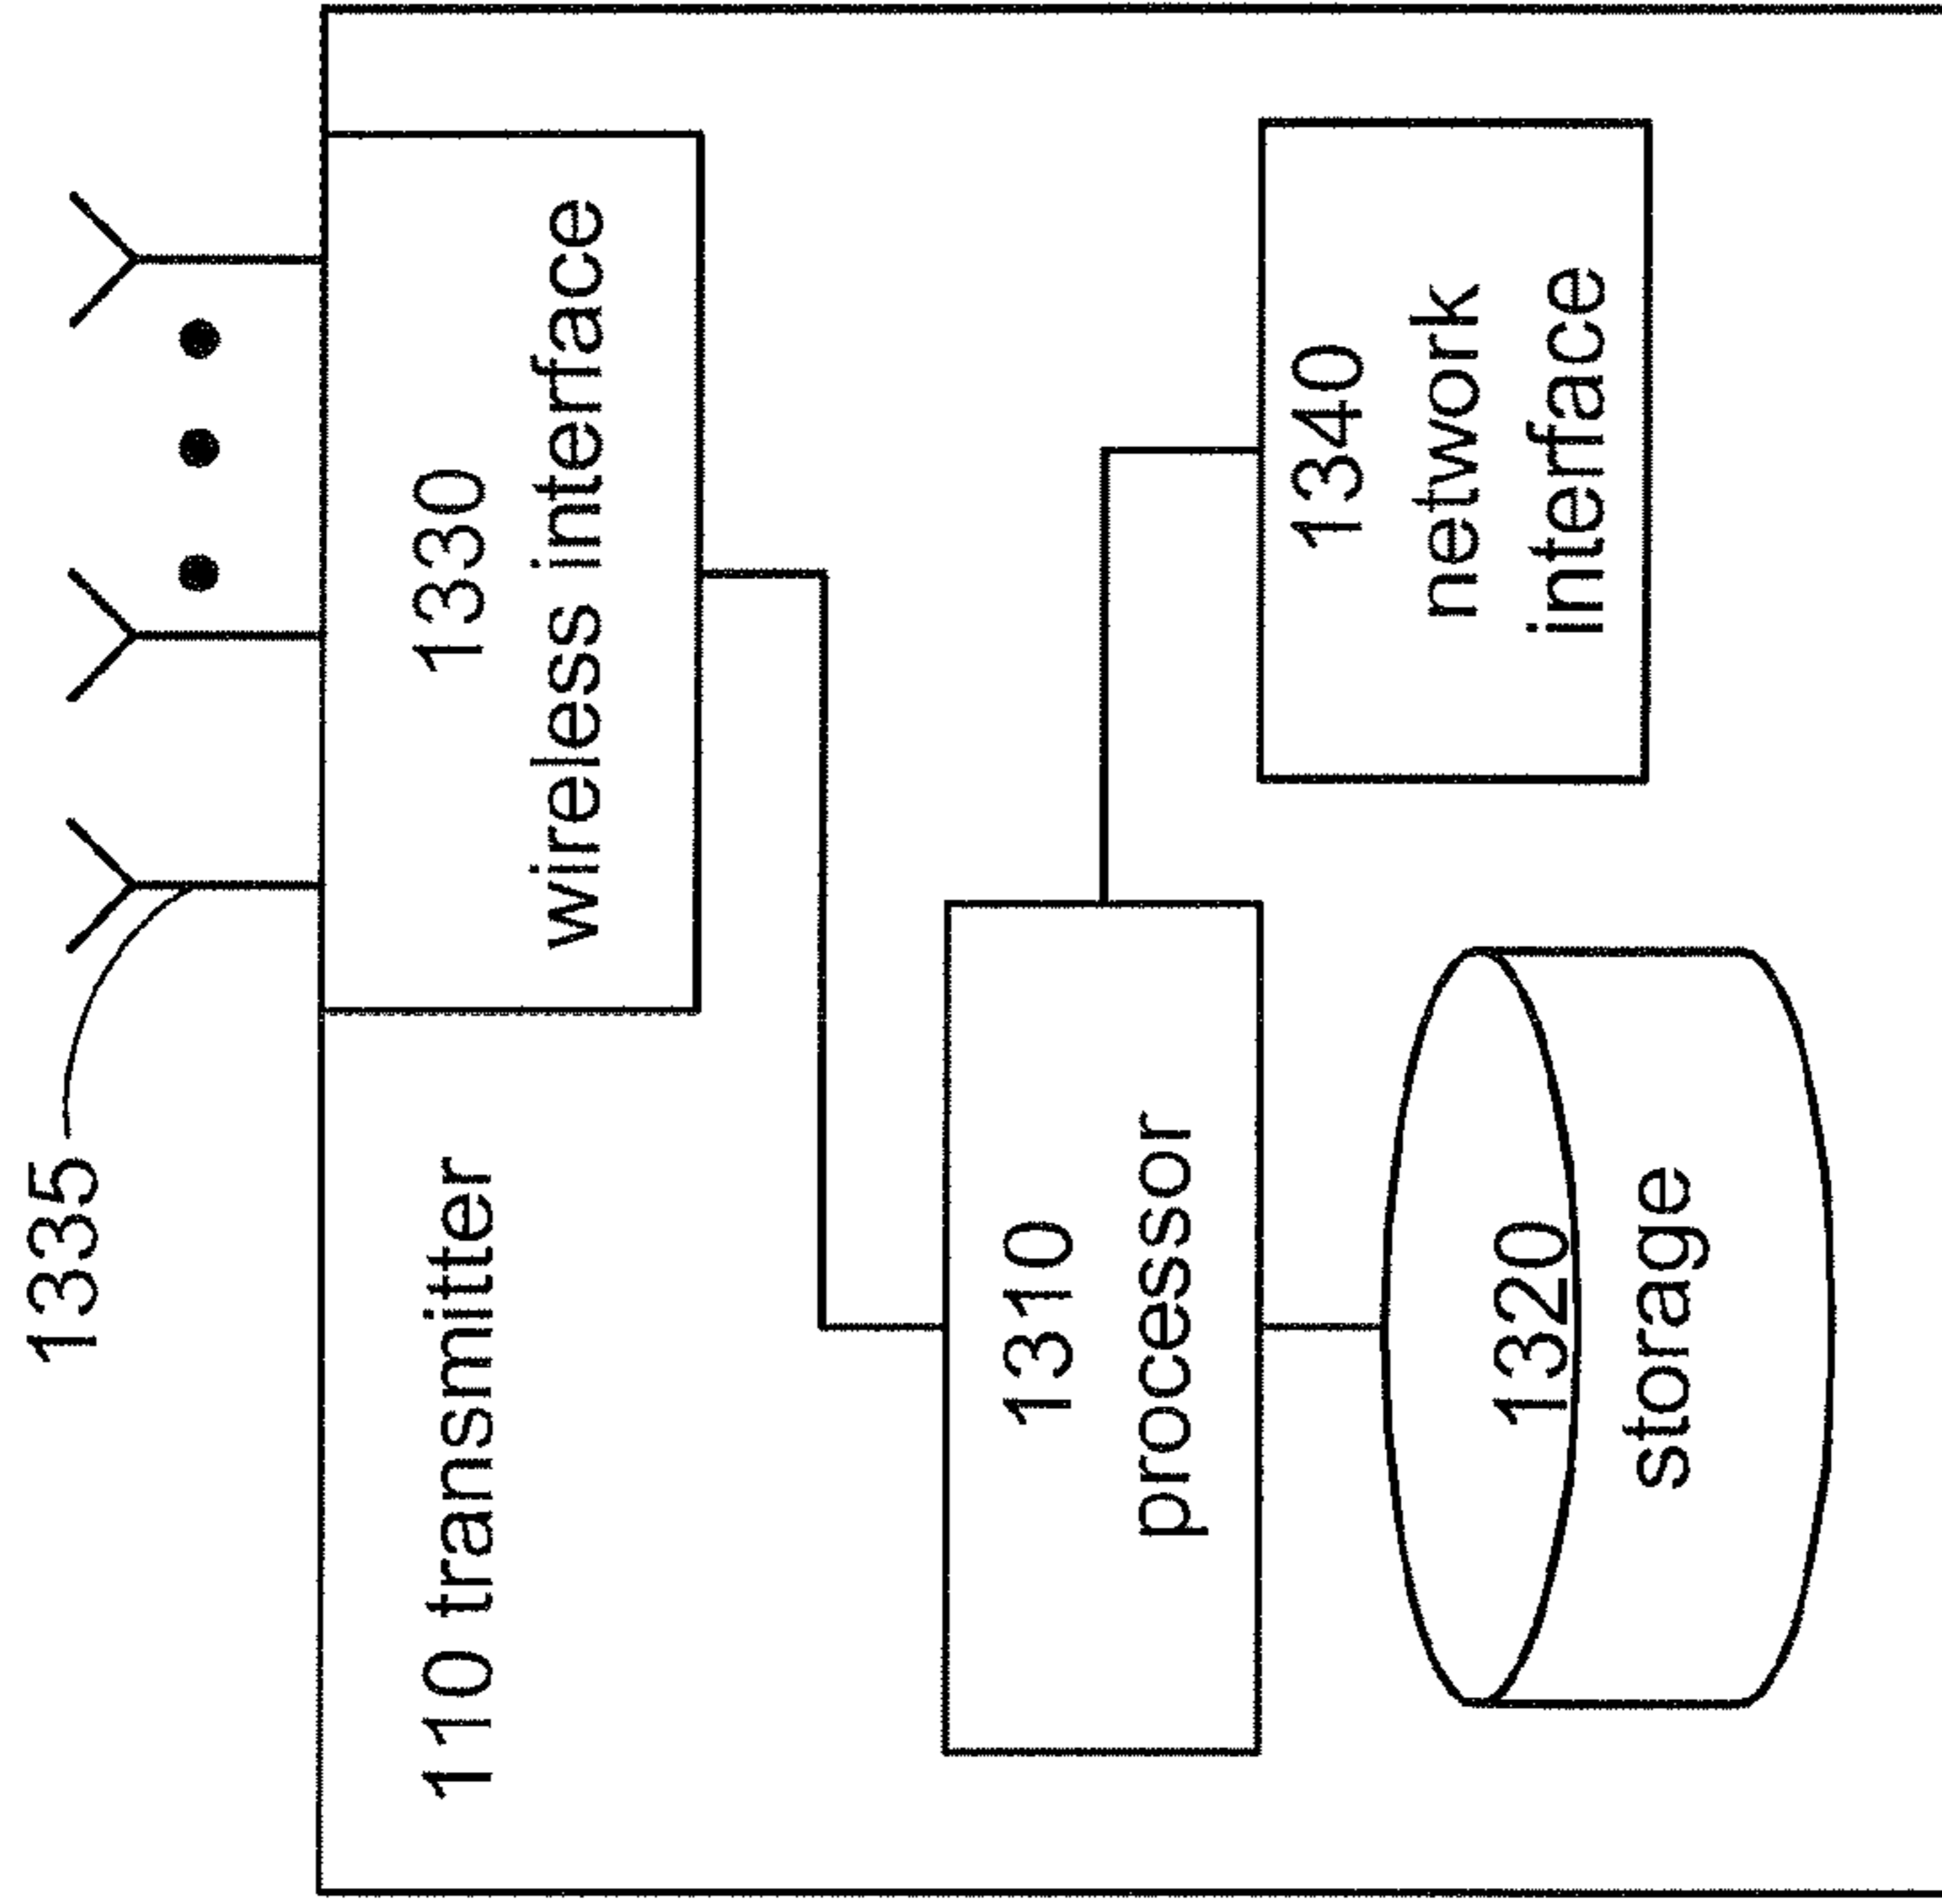 1335
110 transmitter
1330
wireless interface
1310
processor
1340
network
interface
1320
storage